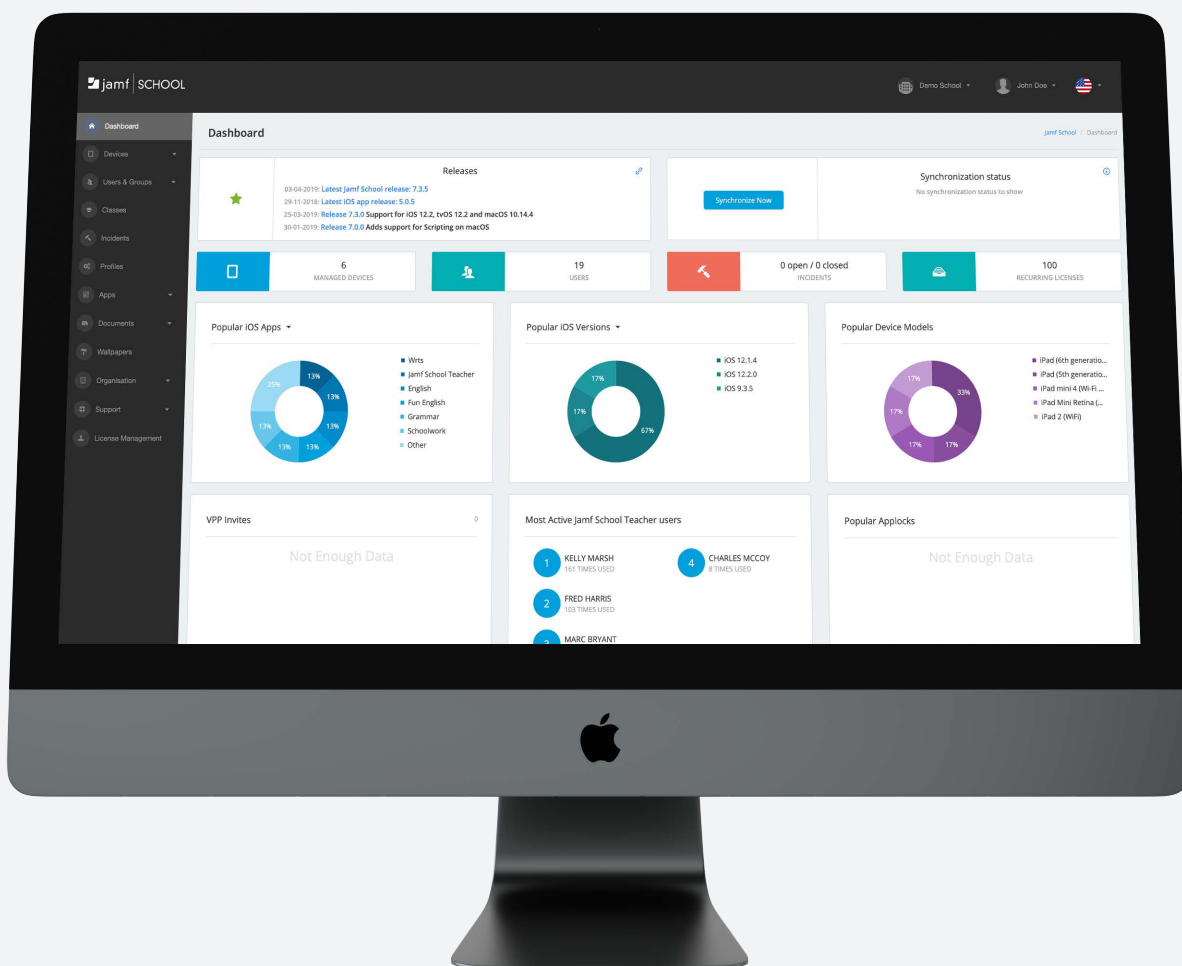 jamf SCHOOL
Demo School
John Doe
Dashboard
Devices
Users & Groups
Classes
Incidents
Profiles
Apps
Documents
Wallpapers
Organisation
Support
License Management
Dashboard
Jamf School / Dashboard
Releases
03-04-2019: Latest Jamf School release: 7.3.5
29-11-2018: Latest iOS app release: 5.0.5
25-03-2019: Release 7.3.0 Support for iOS 12.2, tvOS 12.2 and macOS 10.14.4
30-01-2019: Release 7.0.0 Adds support for Scripting on macOS
Synchronize Now
Synchronization status
No synchronization status to show
6
MANAGED DEVICES
19
USERS
0 open / 0 closed
INCIDENTS
100
RECURRING LICENSES
Popular iOS Apps
13%
13%
13%
13%
13%
13%
25%
Wrts
Jamf School Teacher
English
Fun English
Grammar
Schoolwork
Other
Popular iOS Versions
17%
17%
67%
iOS 12.1.4
iOS 12.2.0
iOS 9.3.5
Popular Device Models
17%
33%
17%
17%
17%
iPad (6th generatio...
iPad (5th generatio...
iPad mini 4 (Wi-Fi ...
iPad Mini Retina (...
iPad 2 (WiFi)
VPP Invites
0
Not Enough Data
Most Active Jamf School Teacher users
1
KELLY MARSH
161 TIMES USED
4
CHARLES MCCOY
8 TIMES USED
2
FRED HARRIS
103 TIMES USED
3
MARC BRYANT
Popular Applocks
Not Enough Data